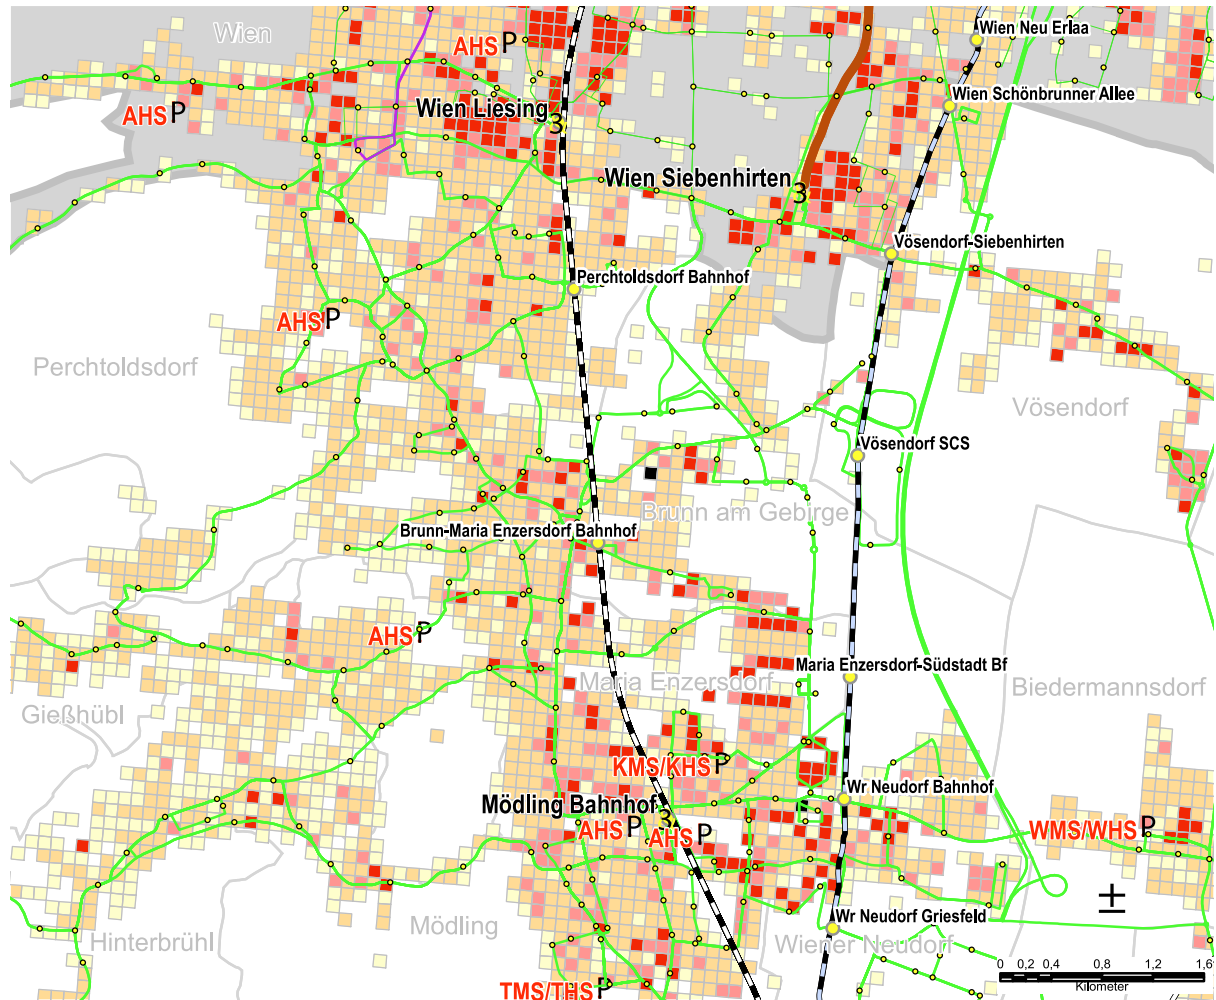 Wien
AHS P
Wien Neu Erlaa
Wien Schönbrunner Allee
AHS P
Wien Liesing
3
Wien Siebenhirten
3
Vösendorf-Siebenhirten
Perchtoldsdorf Bahnhof
AHS P
Perchtoldsdorf
Vösendorf
Vösendorf SCS
Brunn am Gebirge
Brunn-Maria Enzersdorf Bahnhof
AHS P
Maria Enzersdorf-Südstadt Bf
Maria Enzersdorf
Biedermannsdorf
Gießhübl
KMS/KHS P
Wr Neudorf Bahnhof
Mödling Bahnhof
3
AHS P
AHS P
WMS/WHS P
Wr Neudorf Griesfeld
Mödling
Hinterbrühl
Wiener Neudorf
TMS/THS P
0 0,2 0,4 0,8 1,2 1,6
Kilometer